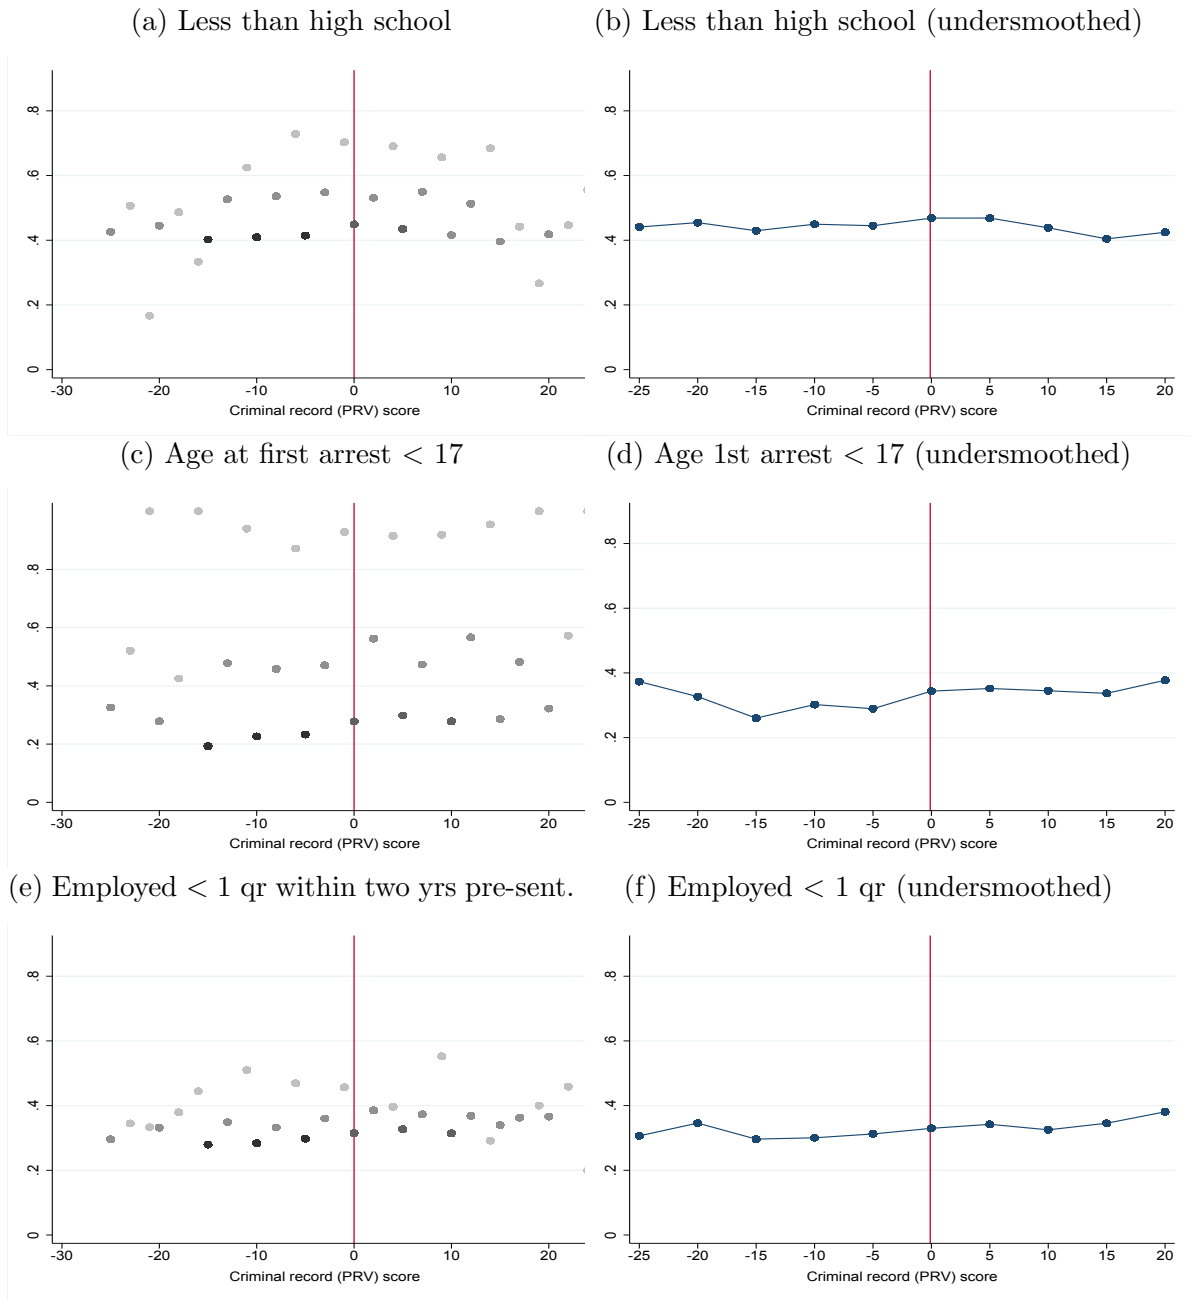 (a) Less than high school
(b) Less than high school (undersmoothed)
.8
.6
.4
.2
0
-30 -20 -10 0 10 20
Criminal record (PRV) score
.8
.6
.4
.2
0
-25 -20 -15 -10 -5 0 5 10 15 20
Criminal record (PRV) score
(c) Age at first arrest < 17
(d) Age 1st arrest < 17 (undersmoothed)
.8
.6
.4
.2
0
-30 -20 -10 0 10 20
Criminal record (PRV) score
.8
.6
.4
.2
0
-25 -20 -15 -10 -5 0 5 10 15 20
Criminal record (PRV) score
(e) Employed < 1 qr within two yrs pre-sent.
(f) Employed < 1 qr (undersmoothed)
.8
.6
.4
.2
0
-30 -20 -10 0 10 20
Criminal record (PRV) score
.8
.6
.4
.2
0
-25 -20 -15 -10 -5 0 5 10 15 20
Criminal record (PRV) score